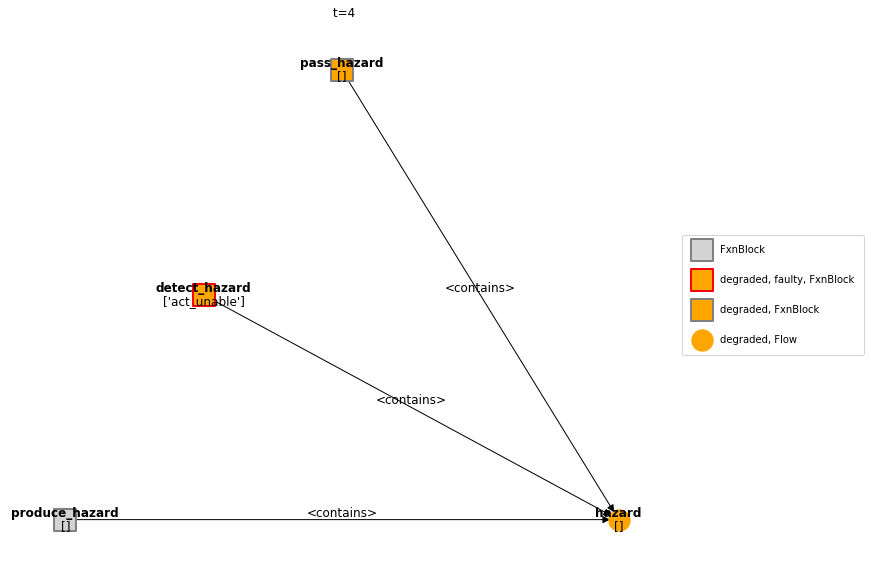 t=4
pass_hazard
[]
<contains>
detect_hazard
['act_unable']
<contains>
produce_hazard
[]
<contains>
hazard
[]
FxnBlock
degraded, faulty, FxnBlock
degraded, FxnBlock
degraded, Flow